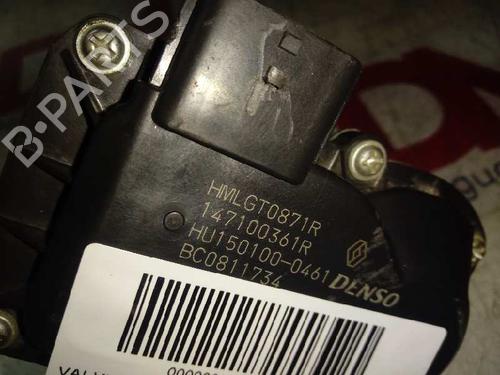 B-PARTS
HMLGT0871R
147100361R
HU150100-0461
BC0811734
DENSO